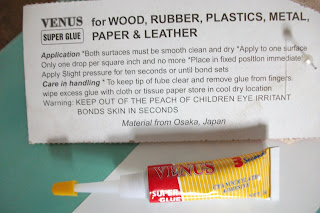 VENUS for WOOD, RUBBER, PLASTICS, METAL,
SUPER GLUE PAPER & LEATHER
Application *Both surfaces must be smooth clean and dry *Apply to one surface
Only one drop per square inch and no more *Place in fixed position immediately
Apply Slight pressure for ten seconds or until bond sets
Care in handling *To keep tip of tube clear and remove glue from fingers
wipe excess glue with cloth or tissue paper store in cool dry location
Warning: KEEP OUT OF THE PEACH OF CHILDREN EYE IRRITANT
BONDS SKIN IN SECONDS
Material from Osaka, Japan
VENUS 3
SUPER
GLUE
CYANOACRYLATE
ADHESIVE